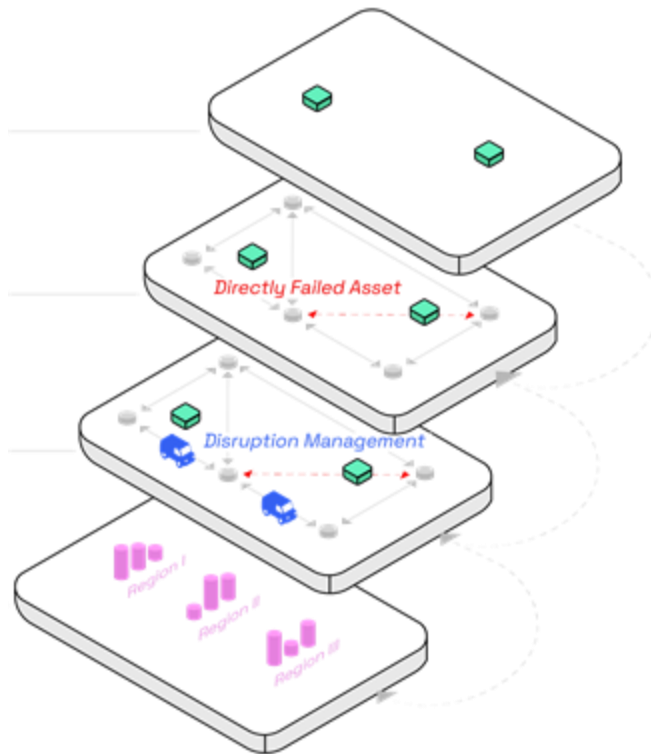 Directly Failed Asset
Disruption Management
Region I
Region II
Region III